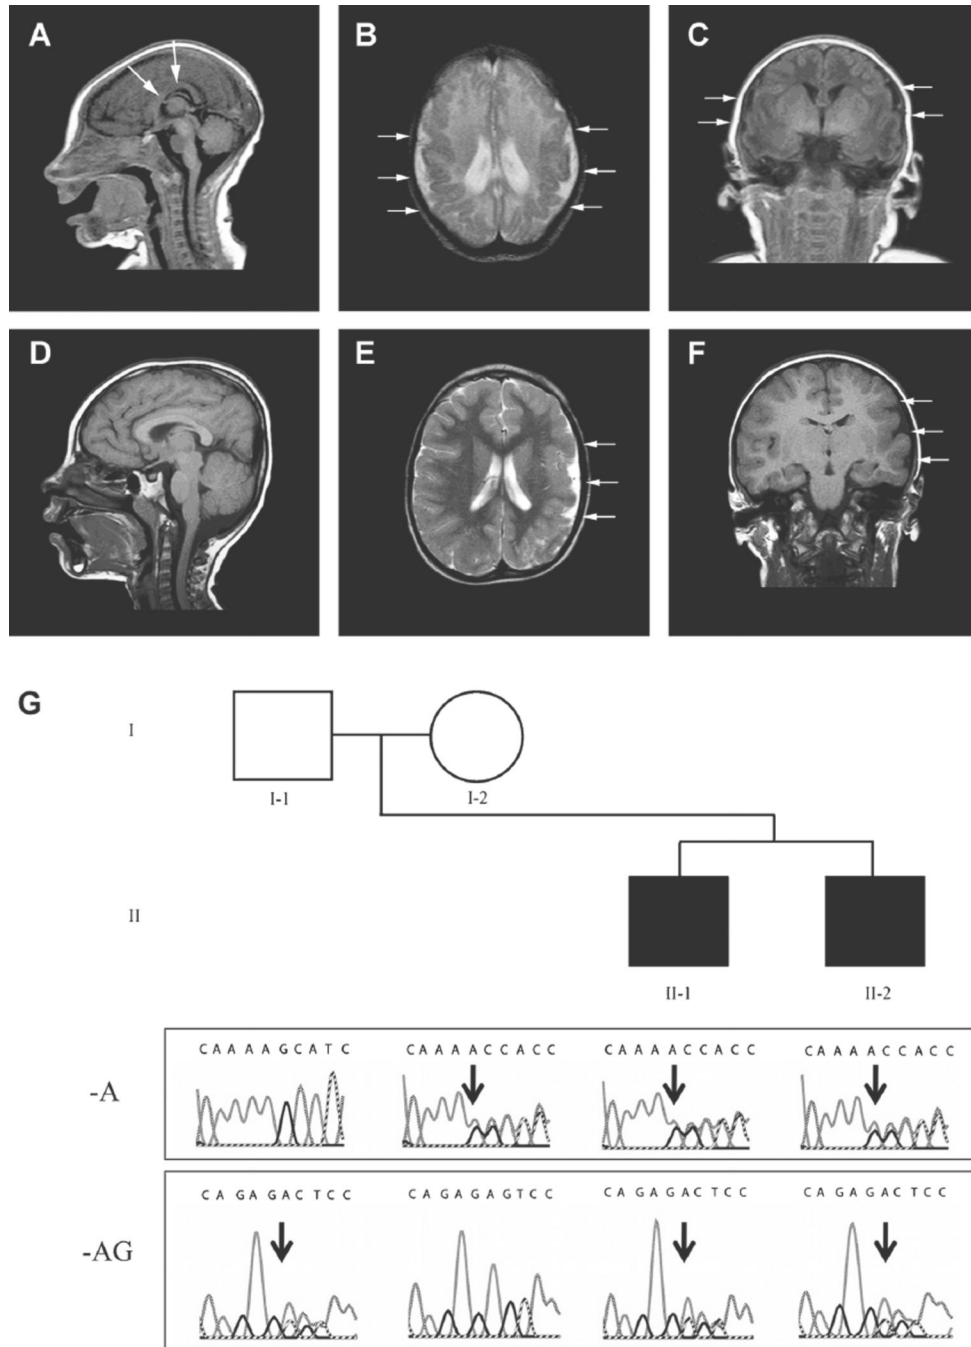 A B C
D E F
G
I
I-1 I-2
II
II-1 II-2
-A CAAAAGCATC CAAAACCACC CAAAACCACC CAAAACCACC
-AG CAGAGACTCC CAGAGAGTCC CAGAGACTCC CAGAGACTCC